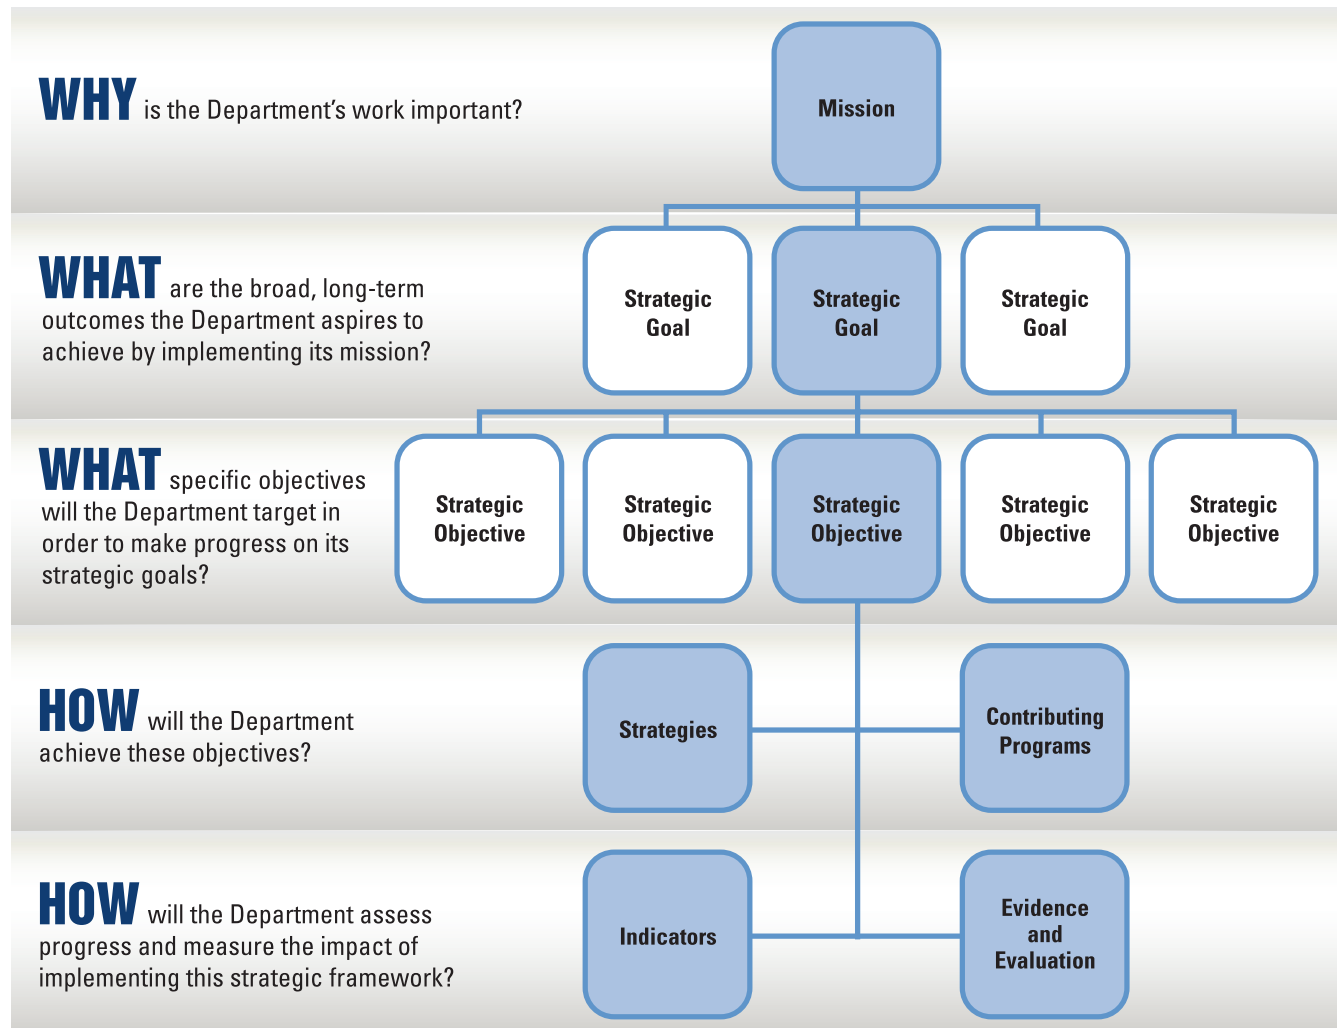 WHY is the Department's work important?
Mission
WHAT are the broad, long-term
outcomes the Department aspires to
achieve by implementing its mission?
Strategic
Goal
Strategic
Goal
Strategic
Goal
WHAT specific objectives
will the Department target in
order to make progress on its
strategic goals?
Strategic
Objective
Strategic
Objective
Strategic
Objective
Strategic
Objective
Strategic
Objective
HOW will the Department
achieve these objectives?
Strategies
Contributing
Programs
HOW will the Department assess
progress and measure the impact of
implementing this strategic framework?
Indicators
Evidence
and
Evaluation